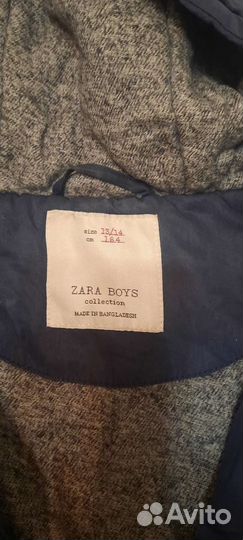 size 13/14
cm 164
ZARA BOYS
collection
MADE IN BANGLADESH
Avito